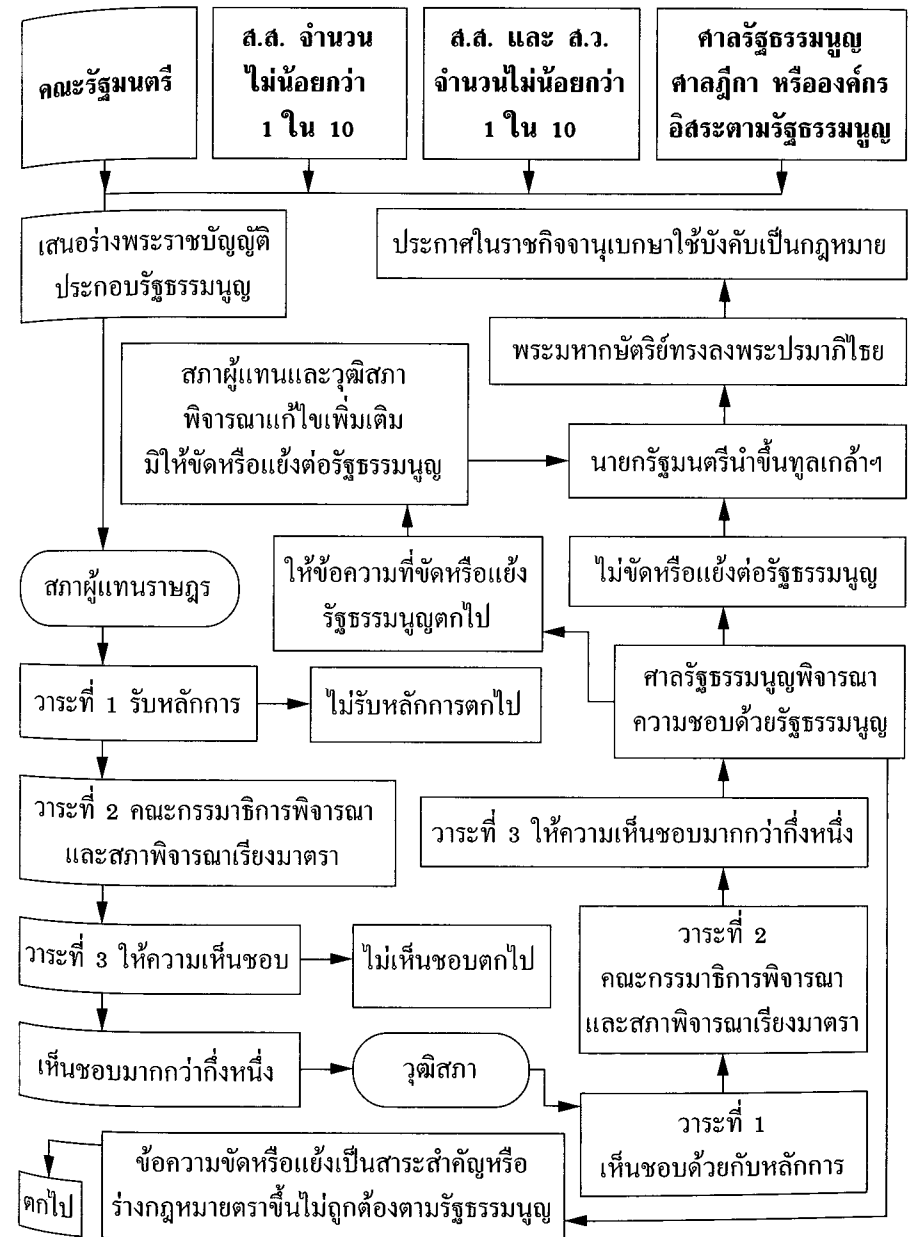 คณะรัฐมนตรี
ส.ส. จำนวน
ไม่น้อยกว่า
1 ใน 10
ส.ส. และ ส.ว.
จำนวนไม่น้อยกว่า
1 ใน 10
ศาลรัฐธรรมนูญ
ศาลฎีกา หรือองค์กร
อิสระตามรัฐธรรมนูญ
เสนอร่างพระราชบัญญัติ
ประกอบรัฐธรรมนูญ
ประกาศในราชกิจจานุเบกษาใช้บังคับเป็นกฎหมาย
พระมหากษัตริย์ทรงลงพระปรมาภิไธย
สภาผู้แทนและวุฒิสภา
พิจารณาแก้ไขเพิ่มเติม
มิให้ขัดหรือแย้งต่อรัฐธรรมนูญ
นายกรัฐมนตรีนำขึ้นทูลเกล้าฯ
สภาผู้แทนราษฎร
ให้ข้อความที่ขัดหรือแย้ง
รัฐธรรมนูญตกไป
ไม่ขัดหรือแย้งต่อรัฐธรรมนูญ
วาระที่ 1 รับหลักการ
ไม่รับหลักการตกไป
ศาลรัฐธรรมนูญพิจารณา
ความชอบด้วยรัฐธรรมนูญ
วาระที่ 2 คณะกรรมาธิการพิจารณา
และสภาพิจารณาเรียงมาตรา
วาระที่ 3 ให้ความเห็นชอบมากกว่ากึ่งหนึ่ง
วาระที่ 3 ให้ความเห็นชอบ
ไม่เห็นชอบตกไป
วาระที่ 2
คณะกรรมาธิการพิจารณา
และสภาพิจารณาเรียงมาตรา
เห็นชอบมากกว่ากึ่งหนึ่ง
วุฒิสภา
วาระที่ 1
เห็นชอบด้วยกับหลักการ
ตกไป
ข้อความขัดหรือแย้งเป็นสาระสำคัญหรือ
ร่างกฎหมายตราขึ้นไม่ถูกต้องตามรัฐธรรมนูญ